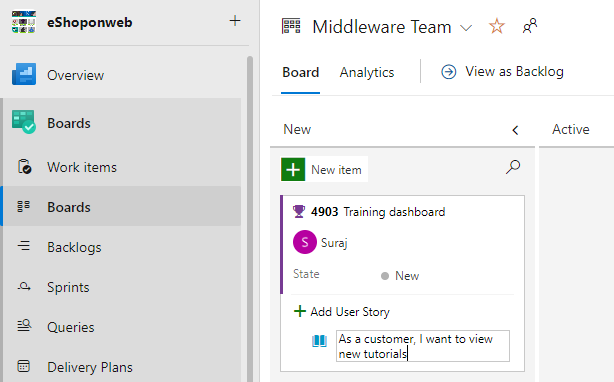 eShoponweb
Overview
Boards
Work items
Boards
Backlogs
Sprints
Queries
Delivery Plans
Middleware Team
Board Analytics View as Backlog
New Active
New item
4903 Training dashboard
S Suraj
State New
Add User Story
As a customer, I want to view
new tutorials